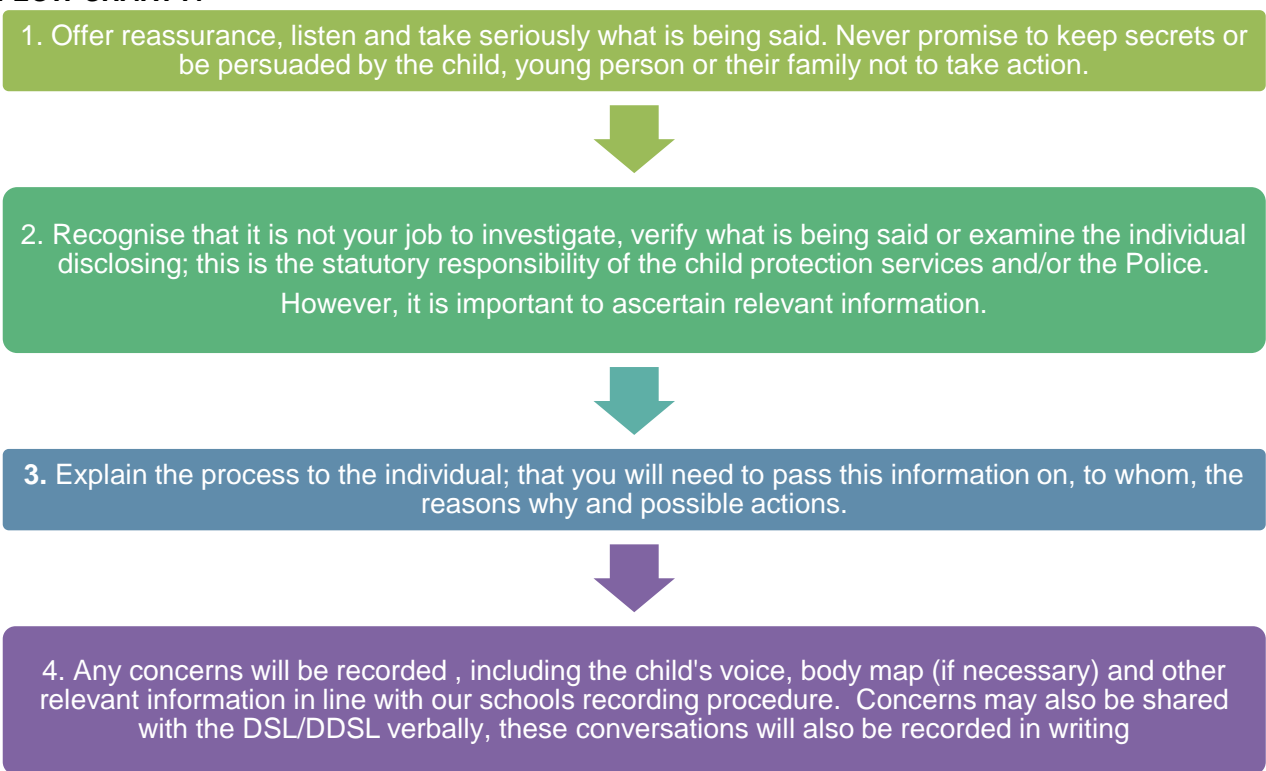 1. Offer reassurance, listen and take seriously what is being said. Never promise to keep secrets or
be persuaded by the child, young person or their family not to take action.
2. Recognise that it is not your job to investigate, verify what is being said or examine the individual
disclosing; this is the statutory responsibility of the child protection services and/or the Police.
However, it is important to ascertain relevant information.
3. Explain the process to the individual; that you will need to pass this information on, to whom, the
reasons why and possible actions.
4. Any concerns will be recorded , including the child's voice, body map (if necessary) and other
relevant information in line with our schools recording procedure.  Concerns may also be shared
with the DSL/DDSL verbally, these conversations will also be recorded in writing